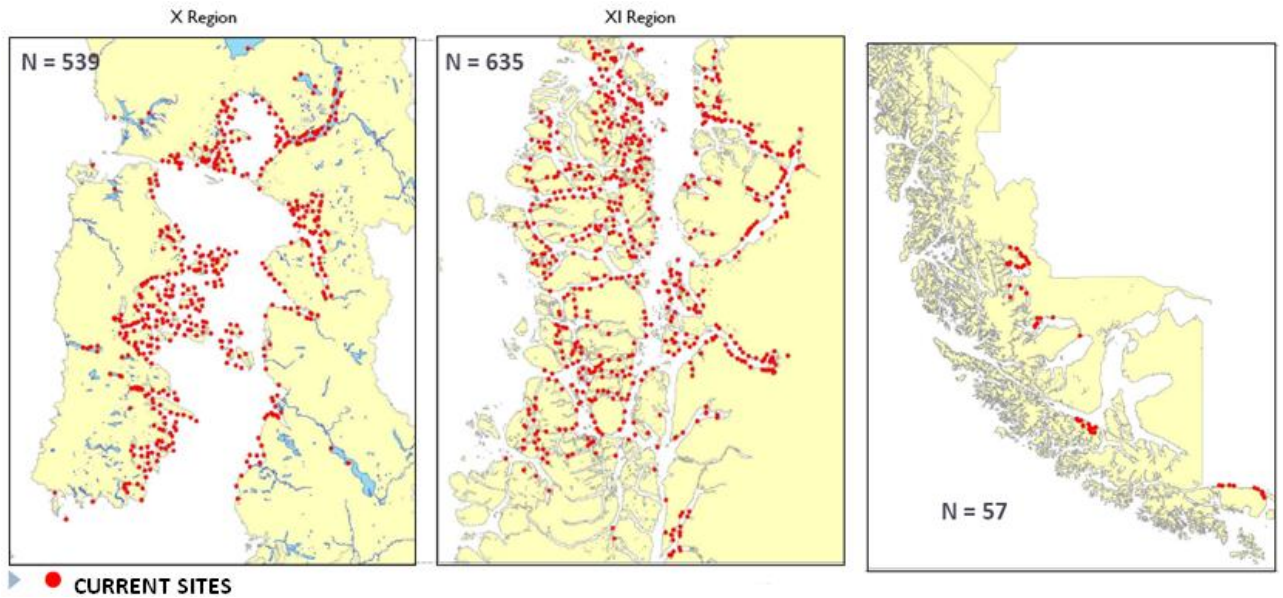 X Region
XI Region
N = 539
N = 635
N = 57
CURRENT SITES